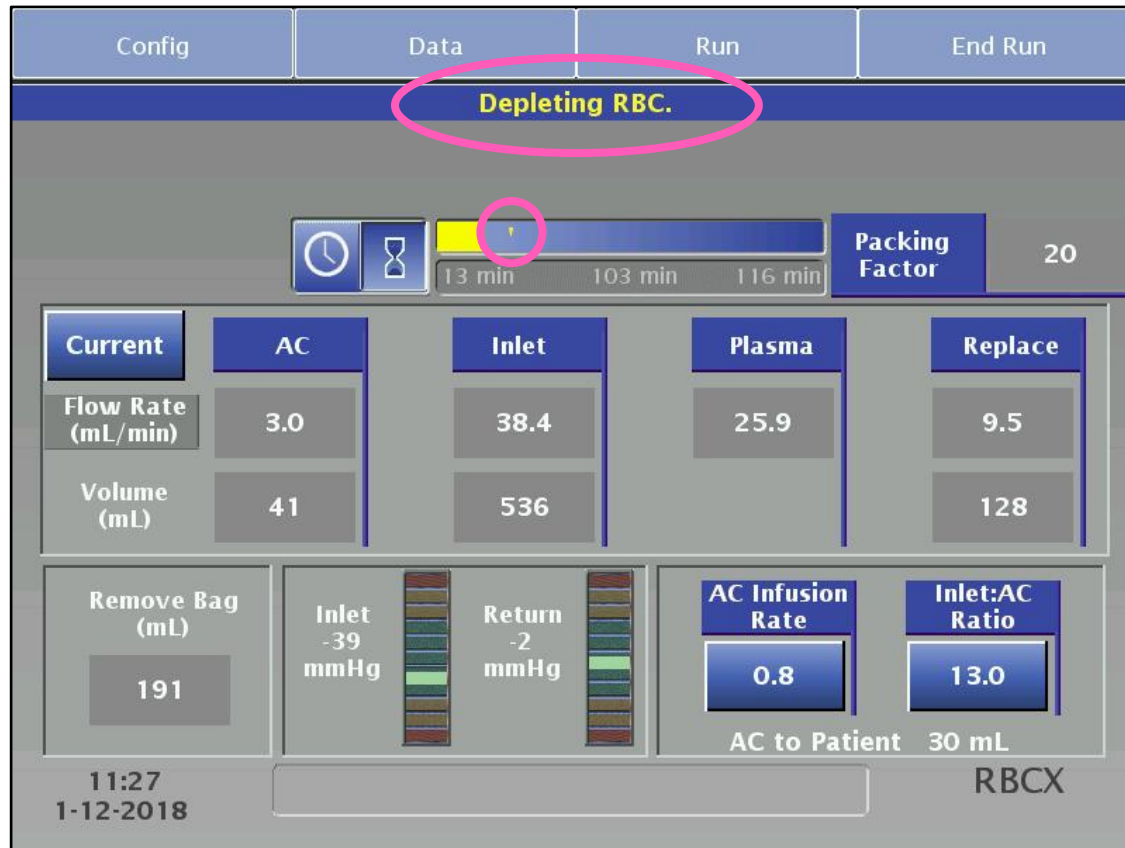 Config
Data
Run
End Run
Depleting RBC.
13 min
103 min
116 min
Packing
Factor
20
Current
AC
Inlet
Plasma
Replace
Flow Rate
(mL/min)
3.0
38.4
25.9
9.5
Volume
(mL)
41
536
128
Remove Bag
(mL)
191
Inlet
-39
mmHg
Return
-2
mmHg
AC Infusion
Rate
0.8
Inlet:AC
Ratio
13.0
AC to Patient 30 mL
11:27
1-12-2018
RBCX